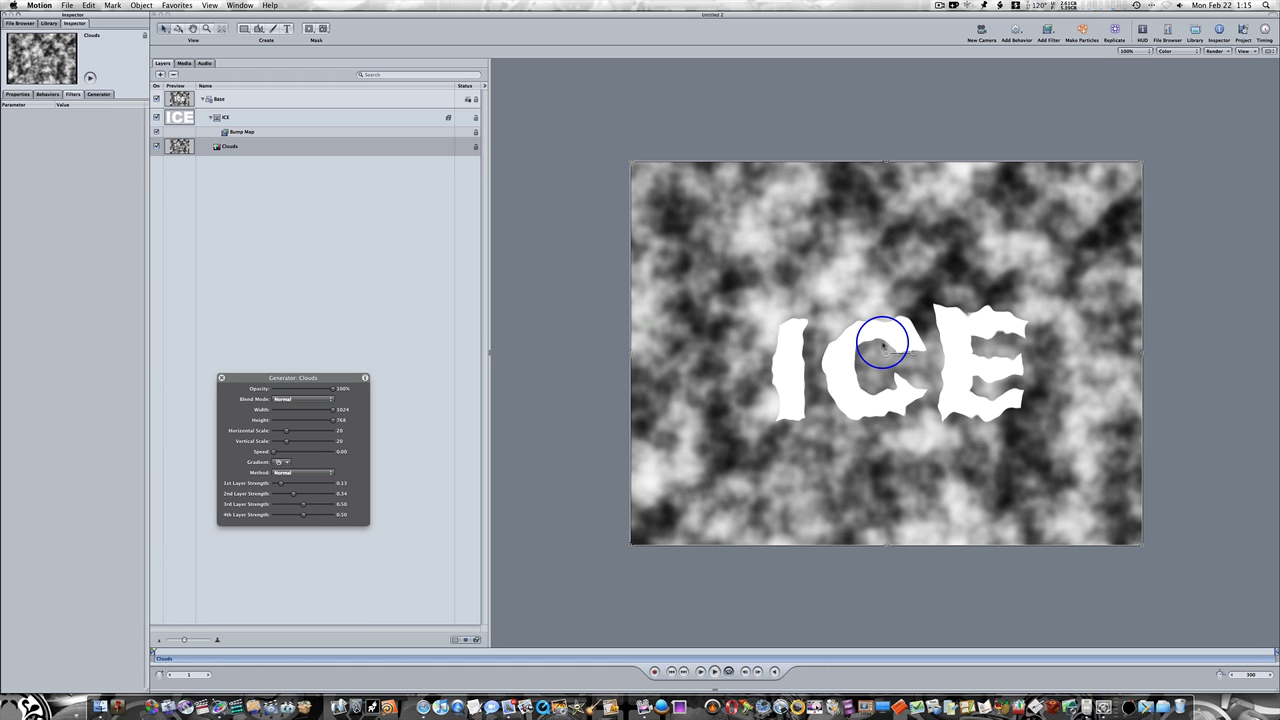 Motion File Edit Mark Object Favorites View Window Help
120° 2.61GB Mon Feb 22 1:15
Inspector
Untitled 2
File Browser Library Inspector
Clouds
View Create Mask
New Camera Add Behavior Add Filter Make Particles Replicate HUD File Browser Library Inspector Project Timing
100% Color Render View
Layers Media Audio
Search
On Preview Name Status
Base
ICE ICE
Bump Map
Clouds
Properties Behaviors Filters Generator
Parameter Value
ICE
Generator: Clouds
Opacity: 100%
Blend Mode: Normal
Width: 1024
Height: 768
Horizontal Scale: 20
Vertical Scale: 20
Speed: 0.00
Gradient:
Method: Normal
1st Layer Strength: 0.13
2nd Layer Strength: 0.34
3rd Layer Strength: 0.50
4th Layer Strength: 0.50
Clouds
1 300